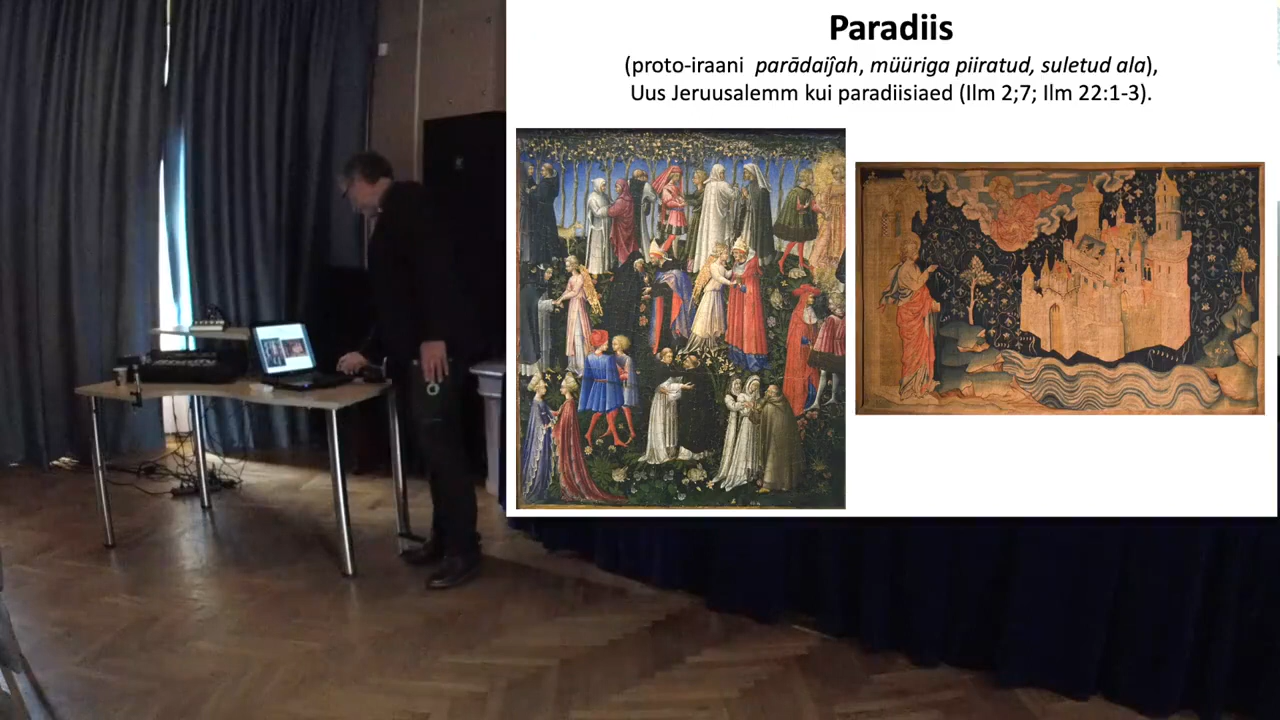 Paradiis
(proto-iraani parādaiĵah, müüriga piiratud, suletud ala),
Uus Jeruusalemm kui paradiisiaed (Ilm 2;7; Ilm 22:1-3).